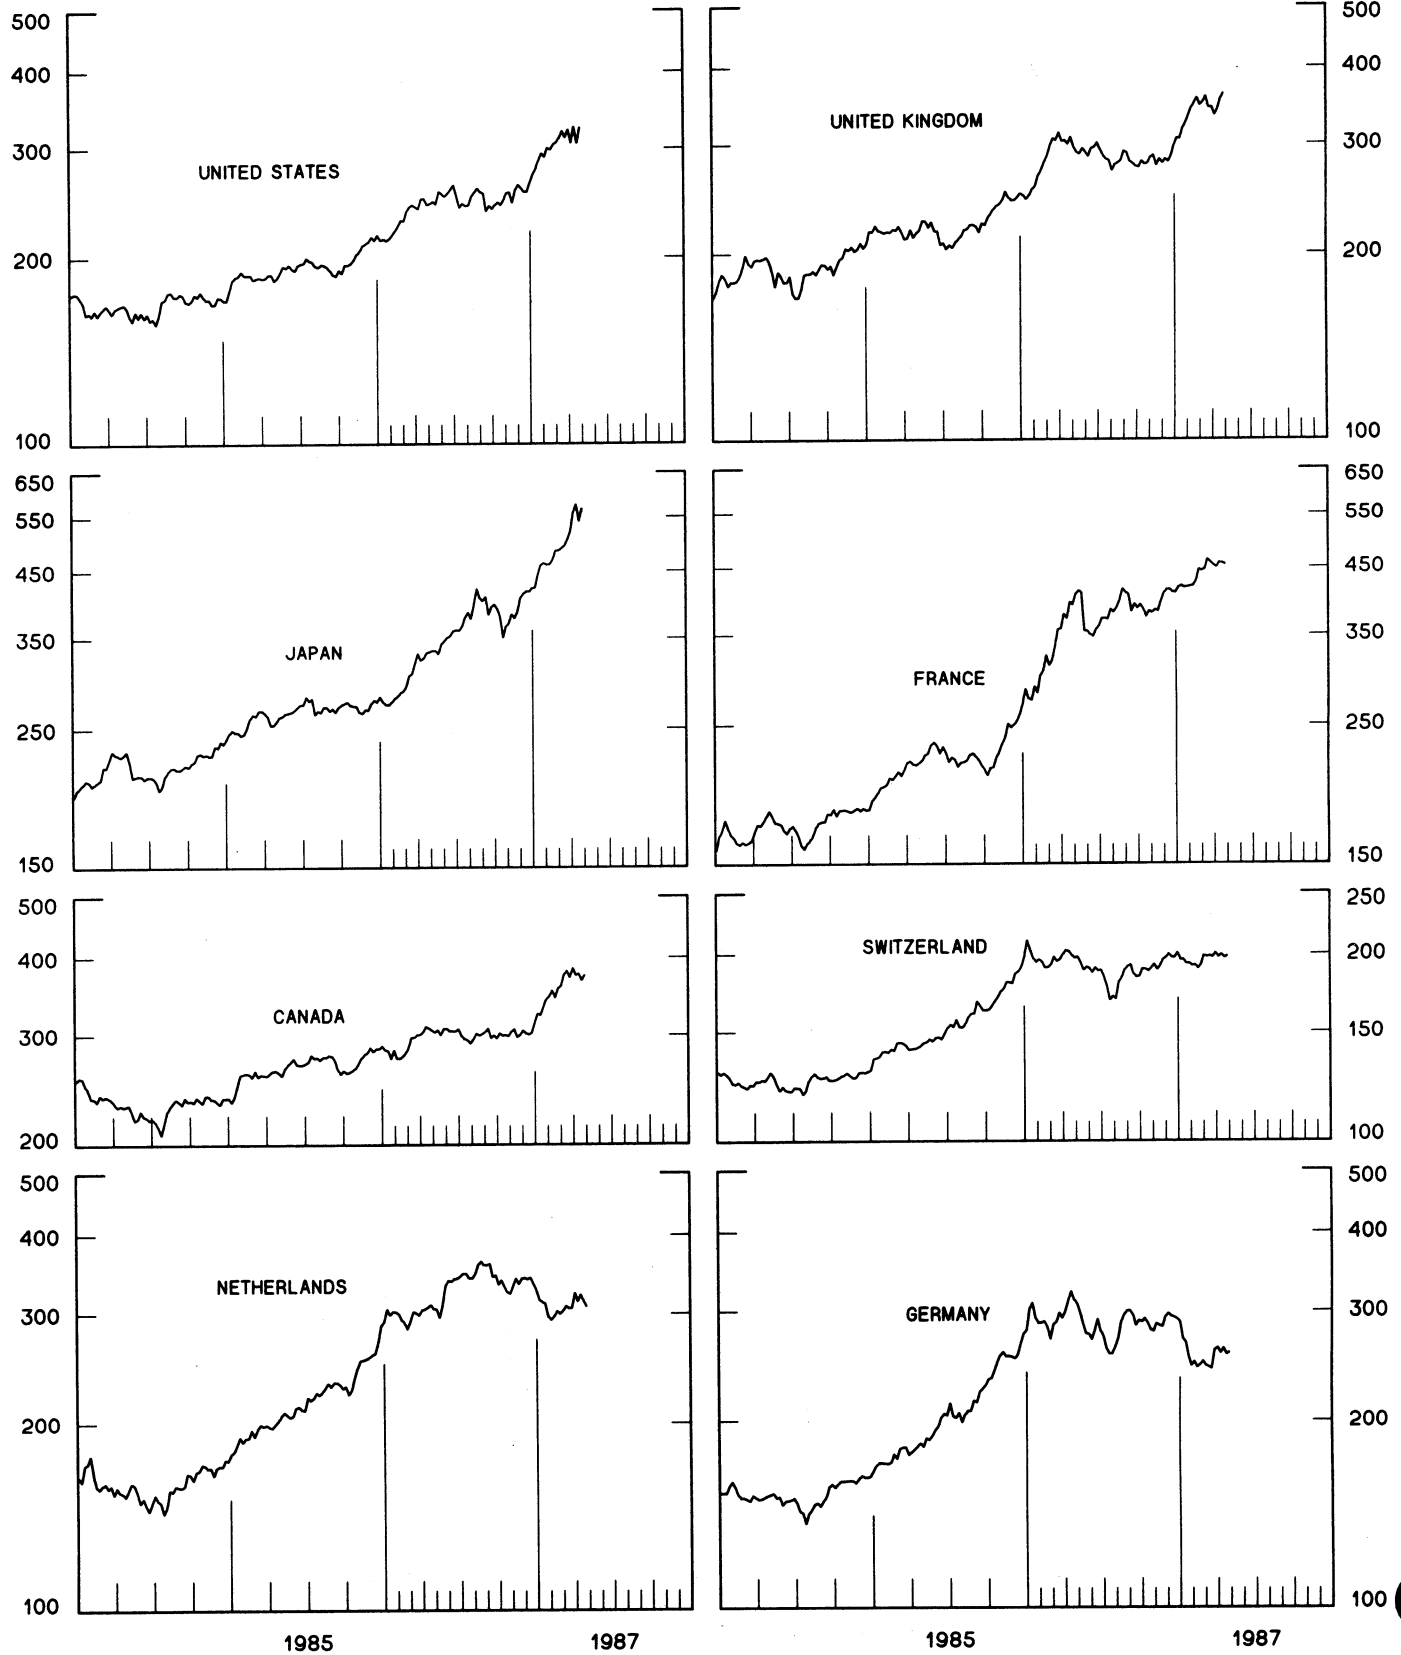 500 500
400 400
UNITED KINGDOM
300 300
UNITED STATES
200 200
100 100
650 650
550 550
450 450
350 350
JAPAN
FRANCE
250 250
150 150
500 250
SWITZERLAND
400 200
CANADA
300 150
200 100
500 500
400 400
NETHERLANDS
300 300
GERMANY
200 200
100 100
1985 1987 1985 1987